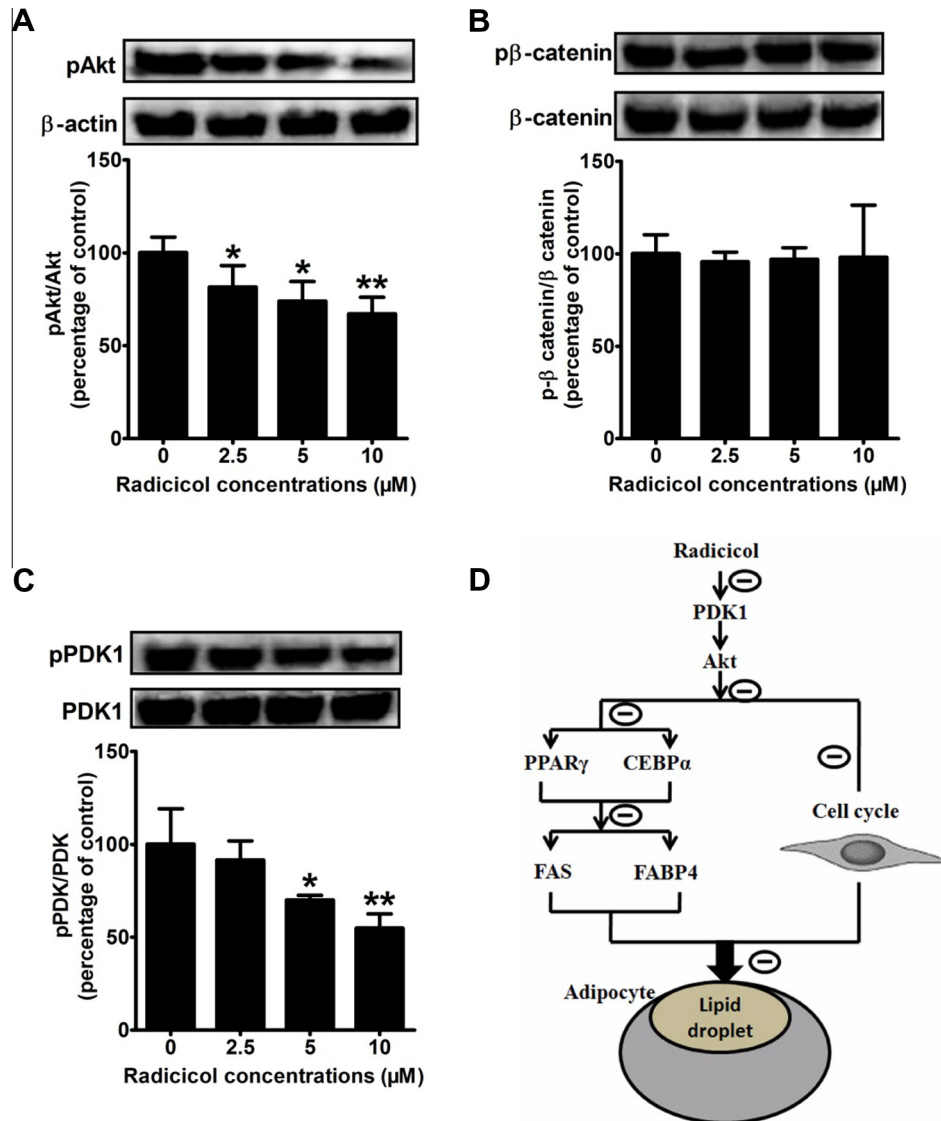 A
pAkt
β-actin
150
100
50
0
pAkt/Akt
(percentage of control)
*
*
**
0 2.5 5 10
Radicicol concentrations (µM)
B
pβ-catenin
β-catenin
150
100
50
0
p-β catenin/β catenin
(percentage of control)
0 2.5 5 10
Radicicol concentrations (µM)
C
pPDK1
PDK1
150
100
50
0
pPDK/PDK
(percentage of control)
*
**
0 2.5 5 10
Radicicol concentrations (µM)
D
Radicicol
−
PDK1
Akt
−
−
PPARγ CEBPα
−
Cell cycle
−
FAS FABP4
−
Adipocyte
Lipid
droplet